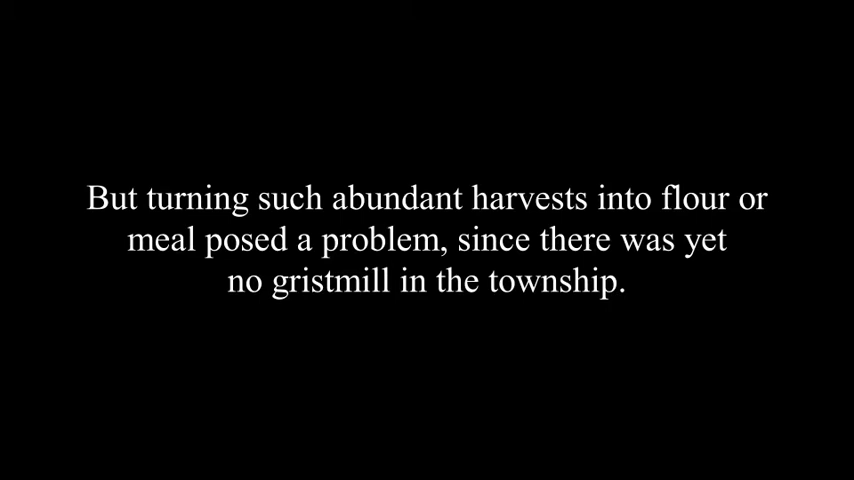 But turning such abundant harvests into flour or
meal posed a problem, since there was yet
no gristmill in the township.